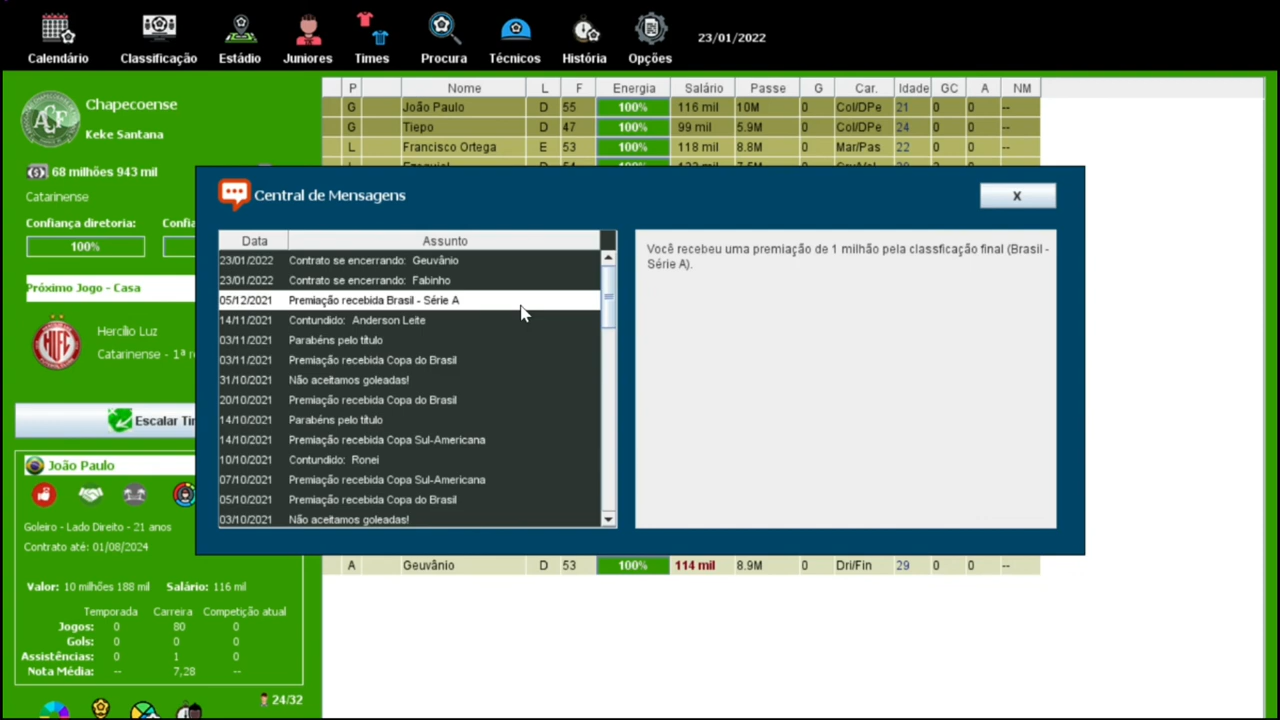 Calendário Classificação Estádio Juniores Times Procura Técnicos História Opções 23/01/2022
Chapecoense
Keke Santana
68 milhões 943 mil
Catarinense
Confiança diretoria:
100%
Próximo Jogo - Casa
Hercílio Luz
Catarinense - 1ª
Escalar
João Paulo
Goleiro - Lado Direito - 21 anos
Contrato até: 01/08/2024
Valor: 10 milhões 188 mil Salário: 116 mil
Temporada Carreira Competição atual
Jogos: 0 80 0
Gols: 0 0 0
Assistências: 0 1 0
Nota Média: -- 7,28 --
24/32
P Nome L F Energia Salário Passe G Car. Idade GC A NM
G João Paulo D 55 100% 116 mil 10M 0 Col/DPe 21 0 0 --
G Tiepo D 47 100% 99 mil 5.9M 0 Col/DPe 24 0 0 --
L Francisco Ortega E 53 100% 118 mil 8.8M 0 Mar/Pas 22 0 0 --
Central de Mensagens
X
Data Assunto
23/01/2022 Contrato se encerrando: Geuvânio
23/01/2022 Contrato se encerrando: Fabinho
05/12/2021 Premiação recebida Brasil - Série A
14/11/2021 Contundido: Anderson Leite
03/11/2021 Parabéns pelo título
03/11/2021 Premiação recebida Copa do Brasil
31/10/2021 Não aceitamos goleadas!
20/10/2021 Premiação recebida Copa do Brasil
14/10/2021 Parabéns pelo título
14/10/2021 Premiação recebida Copa Sul-Americana
10/10/2021 Contundido: Ronei
07/10/2021 Premiação recebida Copa Sul-Americana
05/10/2021 Premiação recebida Copa do Brasil
03/10/2021 Não aceitamos goleadas!
Você recebeu uma premiação de 1 milhão pela classficação final (Brasil -
Série A).
A Geuvânio D 53 100% 114 mil 8.9M 0 Dri/Fin 29 0 0 --